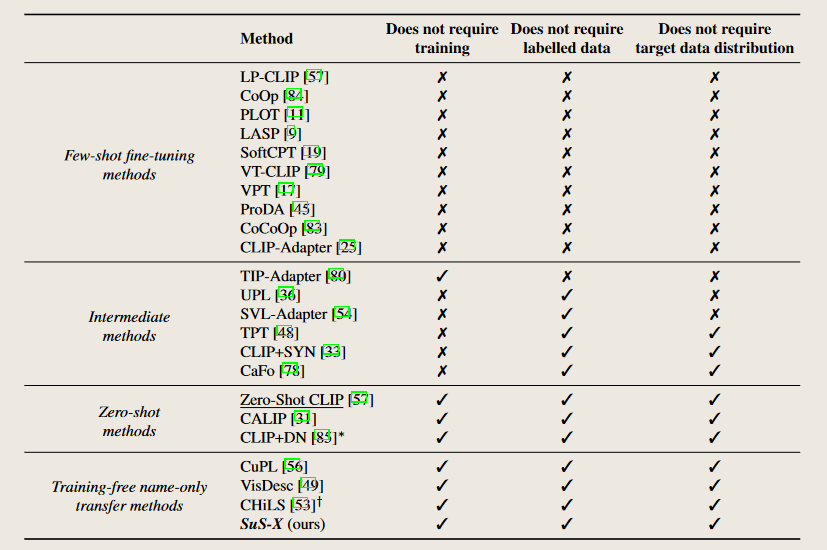 Method Does not require training Does not require labelled data Does not require target data distribution
Few-shot fine-tuning methods
LP-CLIP [57] ✗ ✗ ✗
CoOp [84] ✗ ✗ ✗
PLOT [11] ✗ ✗ ✗
LASP [9] ✗ ✗ ✗
SoftCPT [19] ✗ ✗ ✗
VT-CLIP [79] ✗ ✗ ✗
VPT [17] ✗ ✗ ✗
ProDA [45] ✗ ✗ ✗
CoCoOp [83] ✗ ✗ ✗
CLIP-Adapter [25] ✗ ✗ ✗
Intermediate methods
TIP-Adapter [80] ✓ ✗ ✗
UPL [36] ✗ ✓ ✗
SVL-Adapter [54] ✗ ✓ ✗
TPT [48] ✗ ✓ ✓
CLIP+SYN [33] ✗ ✓ ✓
CaFo [78] ✗ ✓ ✓
Zero-shot methods
Zero-Shot CLIP [57] ✓ ✓ ✓
CALIP [31] ✓ ✓ ✓
CLIP+DN [85]* ✓ ✓ ✓
Training-free name-only transfer methods
CuPL [56] ✓ ✓ ✓
VisDesc [49] ✓ ✓ ✓
CHiLS [53]† ✓ ✓ ✓
SuS-X (ours) ✓ ✓ ✓